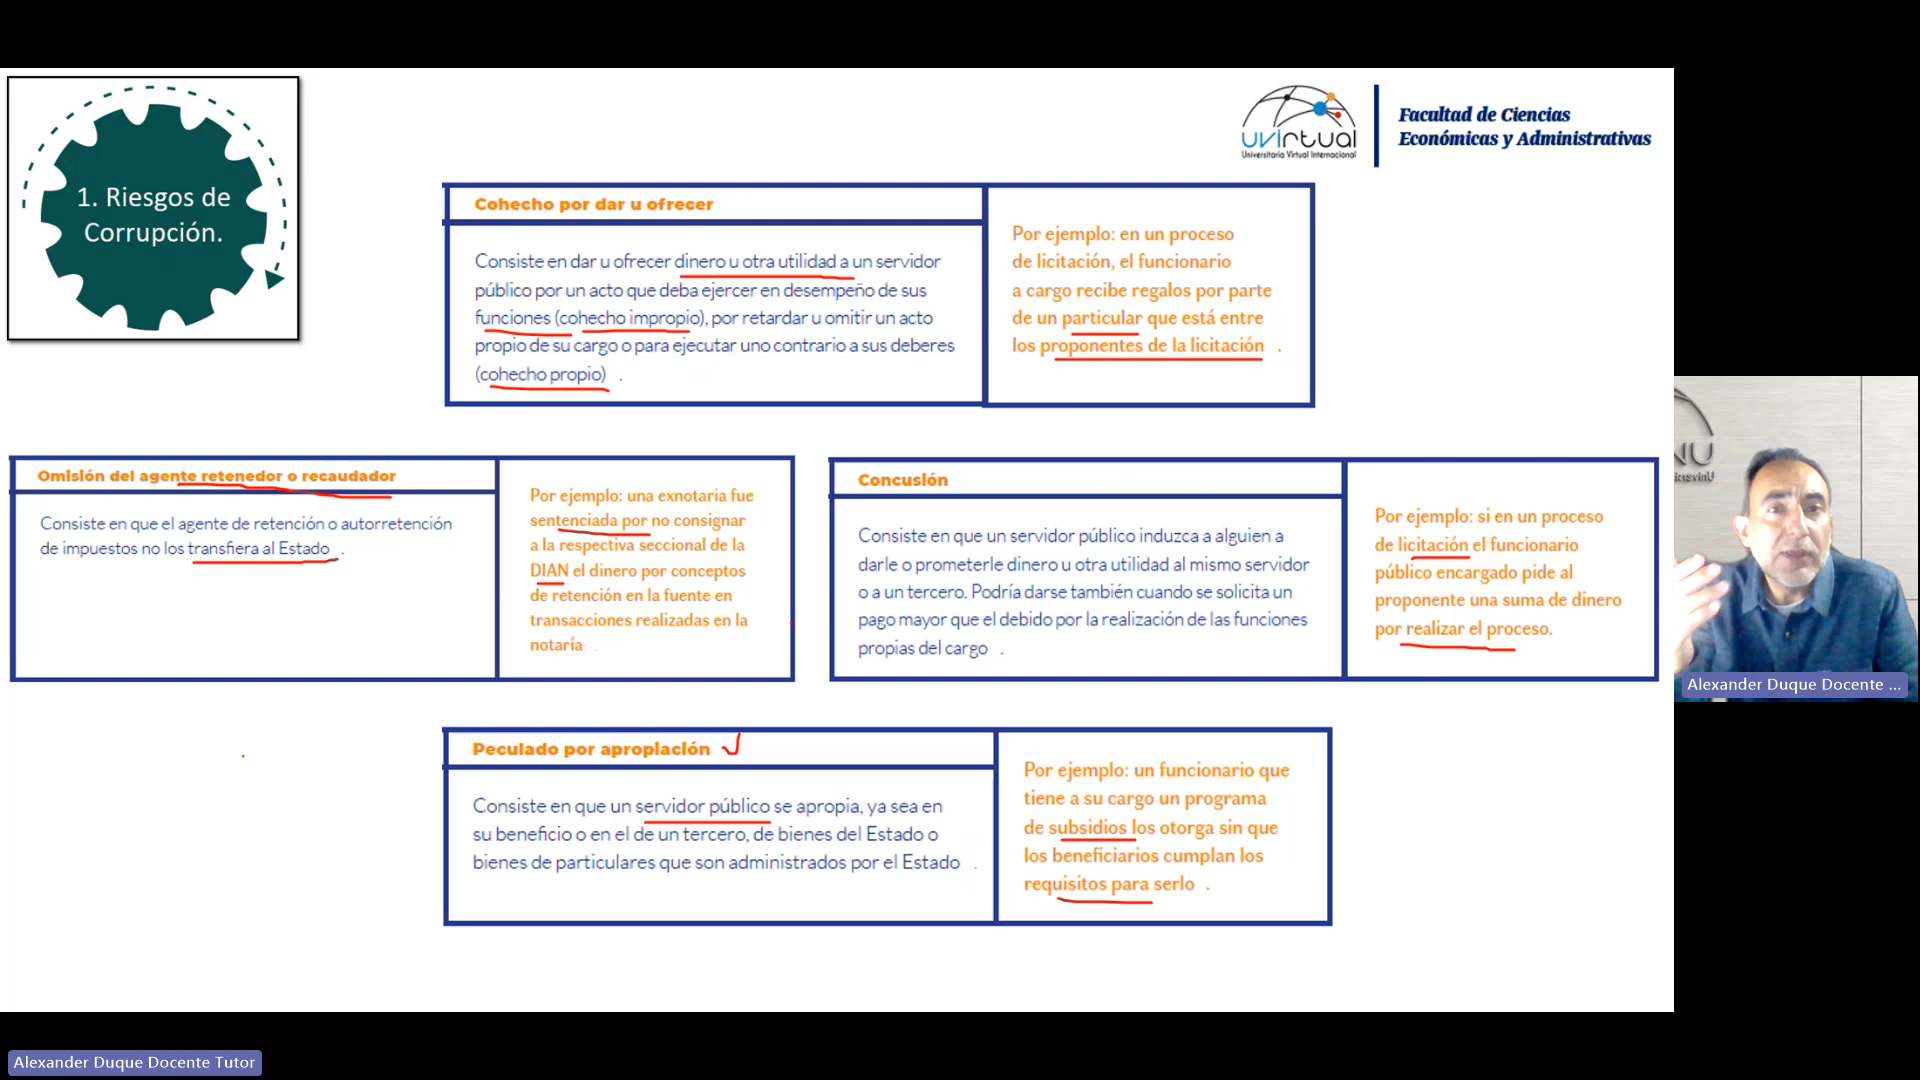 1. Riesgos de
Corrupción.
uvirtual
Universitaria Virtual Internacional
Facultad de Ciencias
Económicas y Administrativas
Cohecho por dar u ofrecer
Consiste en dar u ofrecer dinero u otra utilidad a un servidor
público por un acto que deba ejercer en desempeño de sus
funciones (cohecho impropio), por retardar u omitir un acto
propio de su cargo o para ejecutar uno contrario a sus deberes
(cohecho propio) .
Por ejemplo: en un proceso
de licitación, el funcionario
a cargo recibe regalos por parte
de un particular que está entre
los proponentes de la licitación .
Omisión del agente retenedor o recaudador
Consiste en que el agente de retención o autorretención
de impuestos no los transfiera al Estado .
Por ejemplo: una exnotaria fue
sentenciada por no consignar
a la respectiva seccional de la
DIAN el dinero por conceptos
de retención en la fuente en
transacciones realizadas en la
notaría
Concusión
Consiste en que un servidor público induzca a alguien a
darle o prometerle dinero u otra utilidad al mismo servidor
o a un tercero. Podría darse también cuando se solicita un
pago mayor que el debido por la realización de las funciones
propias del cargo .
Por ejemplo: si en un proceso
de licitación el funcionario
público encargado pide al
proponente una suma de dinero
por realizar el proceso.
Peculado por apropiación
Consiste en que un servidor público se apropia, ya sea en
su beneficio o en el de un tercero, de bienes del Estado o
bienes de particulares que son administrados por el Estado .
Por ejemplo: un funcionario que
tiene a su cargo un programa
de subsidios los otorga sin que
los beneficiarios cumplan los
requisitos para serlo .
Alexander Duque Docente ...
Alexander Duque Docente Tutor